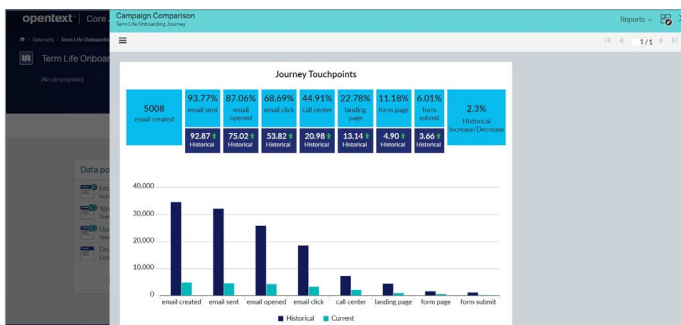 opentext™ | Core
Campaign Comparison
Term Life Onboarding Journey
Reports
Data sets
Term Life Onboarding
1/1
Term Life Onboar
(No description)
Journey Touchpoints
5008
email created
93.77%
email sent
87.06%
email
opened
68.69%
email click
44.91%
call center
22.78%
landing
page
11.18%
form page
6.01%
form
submit
2.3%
Historical
Increase/Decrease
92.87
Historical
75.02
Historical
53.82
Historical
20.98
Historical
13.14
Historical
4.90
Historical
3.66
Historical
Data po
40,000
30,000
20,000
10,000
0
email created email sent email opened email click call center landing page form page form submit
Historical Current